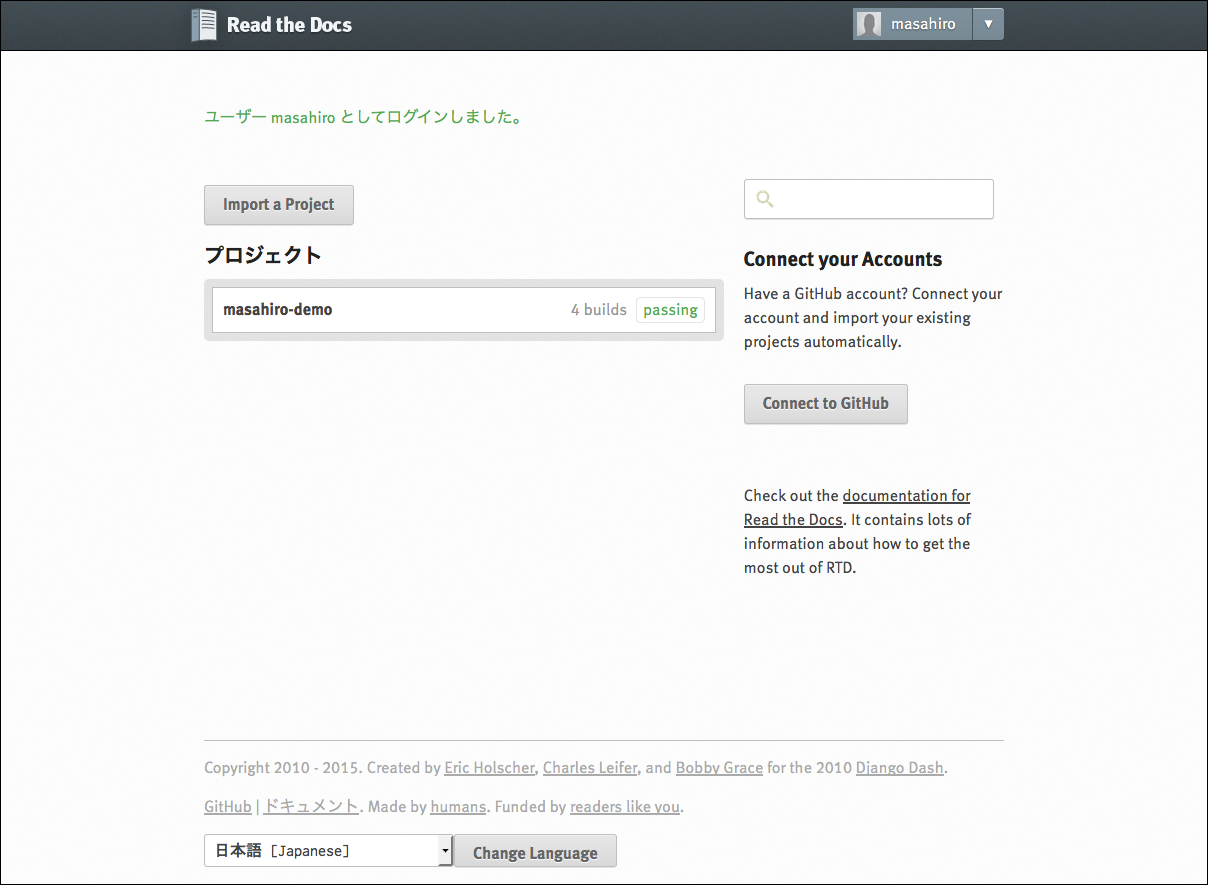 Read the Docs
masahiro ▼
ユーザー masahiro としてログインしました。
Import a Project
プロジェクト
masahiro-demo 4 builds passing
Connect your Accounts
Have a GitHub account? Connect your
account and import your existing
projects automatically.
Connect to GitHub
Check out the documentation for
Read the Docs. It contains lots of
information about how to get the
most out of RTD.
Copyright 2010 - 2015. Created by Eric Holscher, Charles Leifer, and Bobby Grace for the 2010 Django Dash.
GitHub | ドキュメント. Made by humans. Funded by readers like you.
日本語 [Japanese]
Change Language